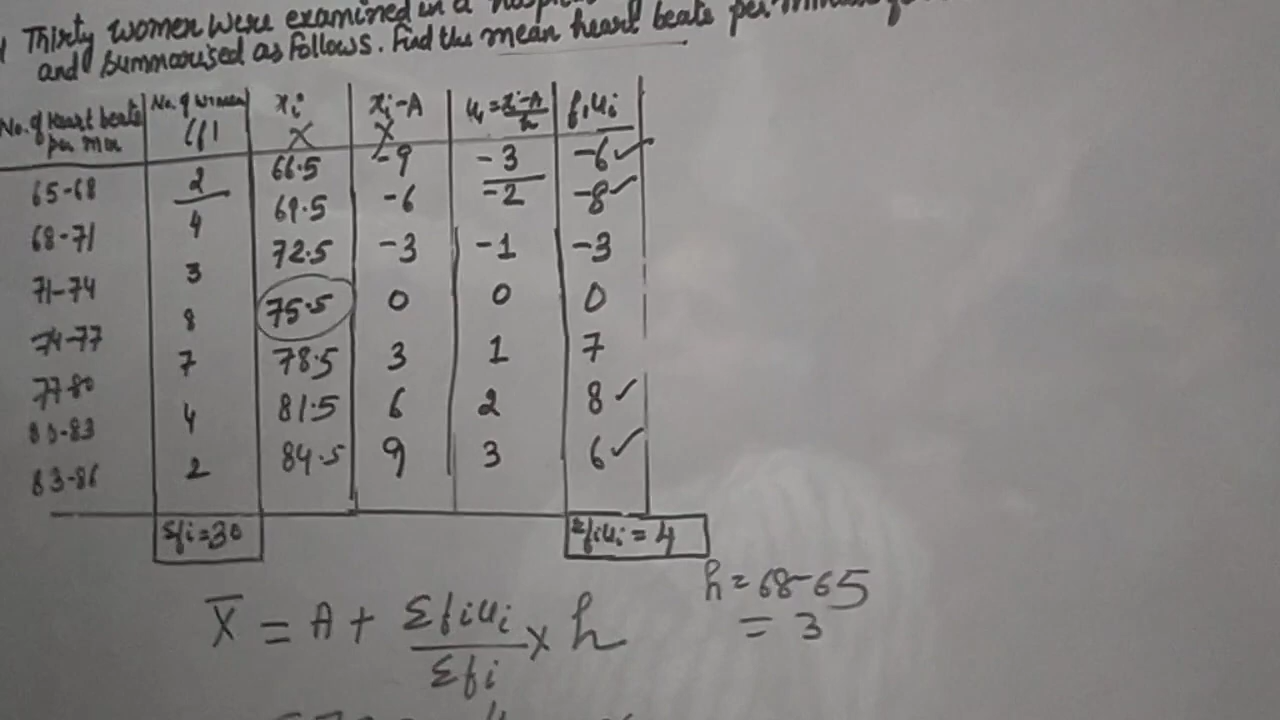 Thirty women were examined in a
and summarised as follows. Find the mean heart beats per
No. of Heart beats per min | No. of women (f) | xi X | xi-A X | ui = xi-A/h | fiui
65-68 | 2 | 66.5 | -9 | -3 | -6 ✓
68-71 | 4 | 69.5 | -6 | -2 | -8 ✓
71-74 | 3 | 72.5 | -3 | -1 | -3
74-77 | 8 | 75.5 | 0 | 0 | 0
77-80 | 7 | 78.5 | 3 | 1 | 7
80-83 | 4 | 81.5 | 6 | 2 | 8 ✓
83-86 | 2 | 84.5 | 9 | 3 | 6 ✓
Σfi = 30 | Σfiui = 4
h = 68-65
= 3
X̄ = A + Σfiui/Σfi × h